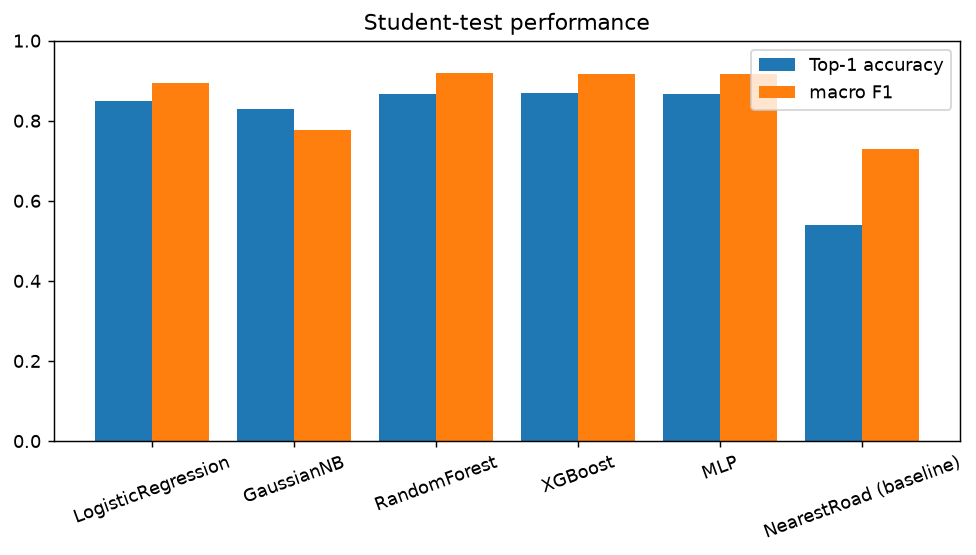 Student-test performance
1.0
0.8
0.6
0.4
0.2
0.0
Top-1 accuracy
macro F1
LogisticRegression
GaussianNB
RandomForest
XGBoost
MLP
NearestRoad (baseline)